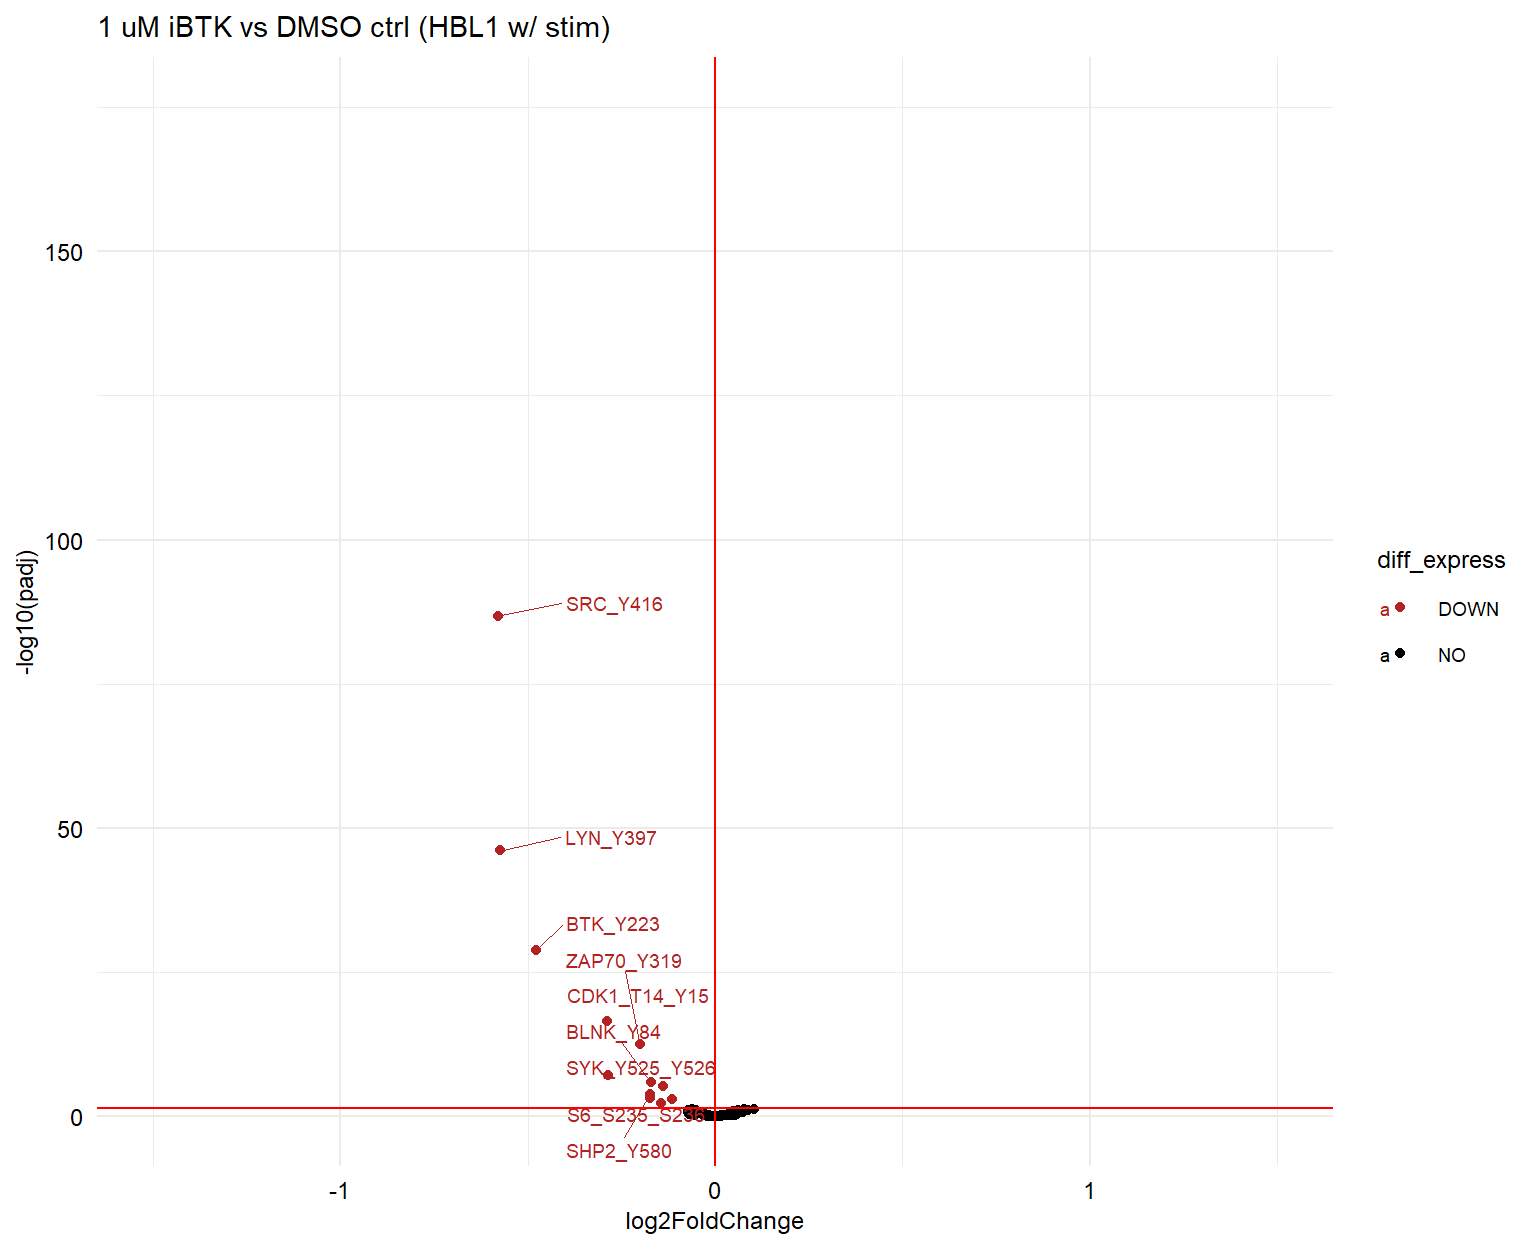 1 uM iBTK vs DMSO ctrl (HBL1 w/ stim)
150
100
50
0
-log10(padj)
SRC_Y416
LYN_Y397
BTK_Y223
ZAP70_Y319
CDK1_T14_Y15
BLNK_Y84
SYK_Y525_Y526
S6_S235_S236
SHP2_Y580
-1
0
1
log2FoldChange
diff_express
a DOWN
a NO